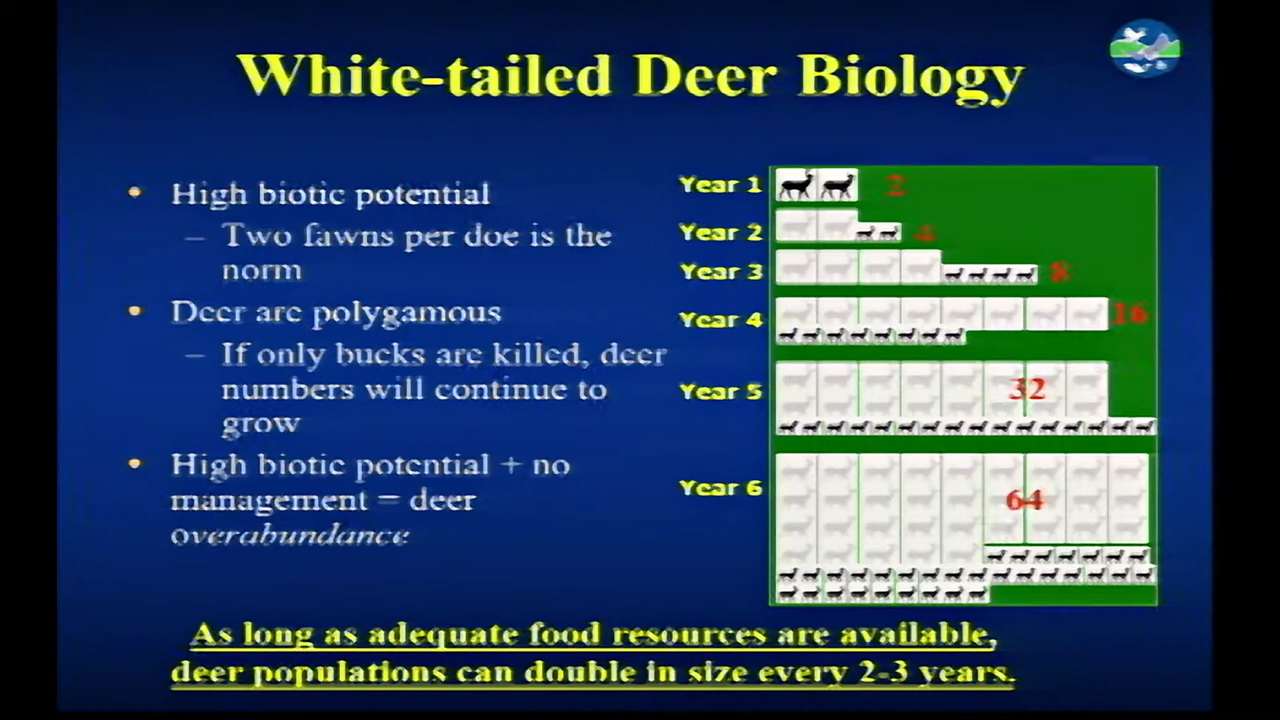 White-tailed Deer Biology
• High biotic potential
– Two fawns per doe is the
norm
• Deer are polygamous
– If only bucks are killed, deer
numbers will continue to
grow
• High biotic potential + no
management = deer
overabundance
Year 1 2
Year 2 4
Year 3 8
Year 4 16
Year 5 32
Year 6 64
As long as adequate food resources are available,
deer populations can double in size every 2-3 years.